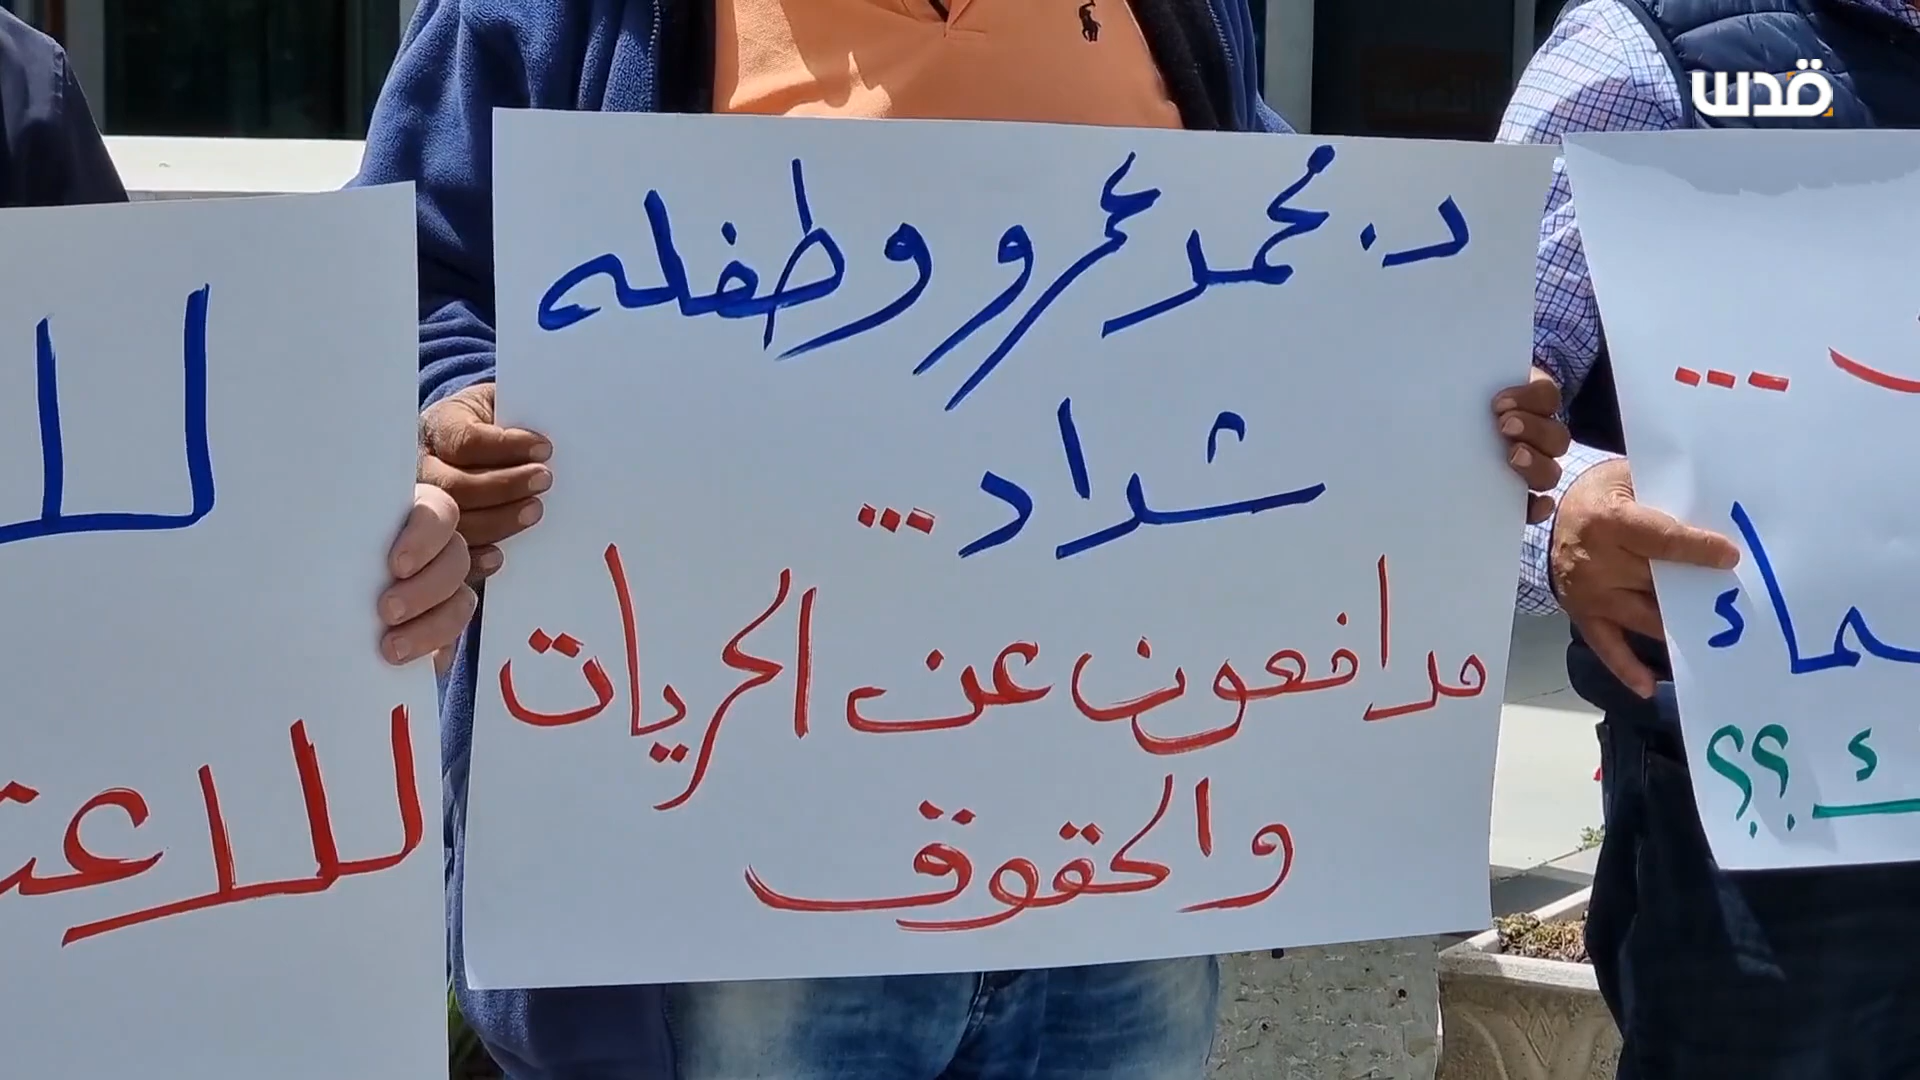 قدس
د. محمد عمرو وطفله
شداد ...
مدافعون عن الحريات
والحقوق
...
؟؟